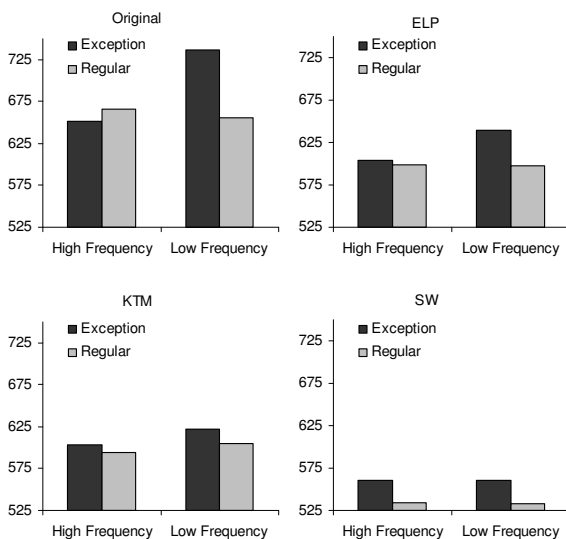 Original
725
675
625
575
525
Exception
Regular
High Frequency Low Frequency
ELP
725
675
625
575
525
Exception
Regular
High Frequency Low Frequency
KTM
725
675
625
575
525
Exception
Regular
High Frequency Low Frequency
SW
725
675
625
575
525
Exception
Regular
High Frequency Low Frequency